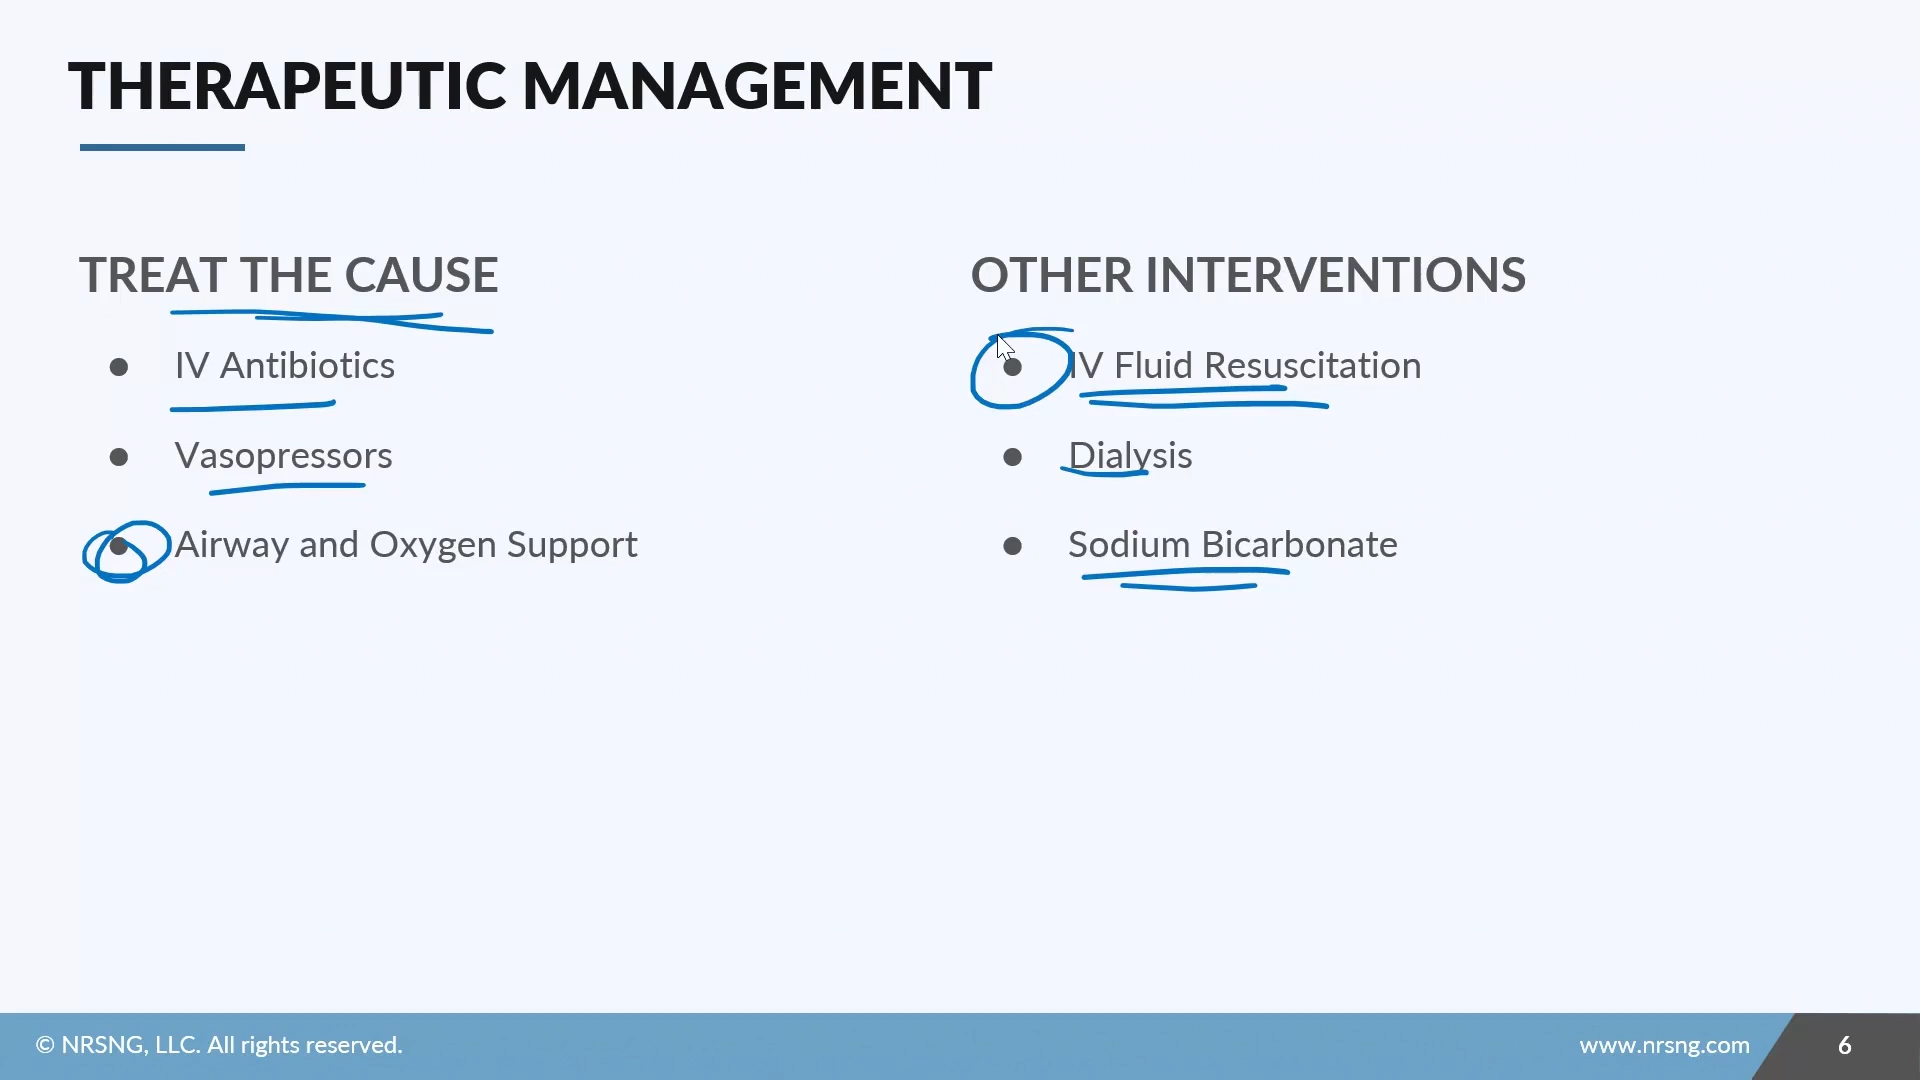 THERAPEUTIC MANAGEMENT
TREAT THE CAUSE
● IV Antibiotics
● Vasopressors
● Airway and Oxygen Support
OTHER INTERVENTIONS
● IV Fluid Resuscitation
● Dialysis
● Sodium Bicarbonate
© NRSNG, LLC. All rights reserved.
www.nrsng.com
6